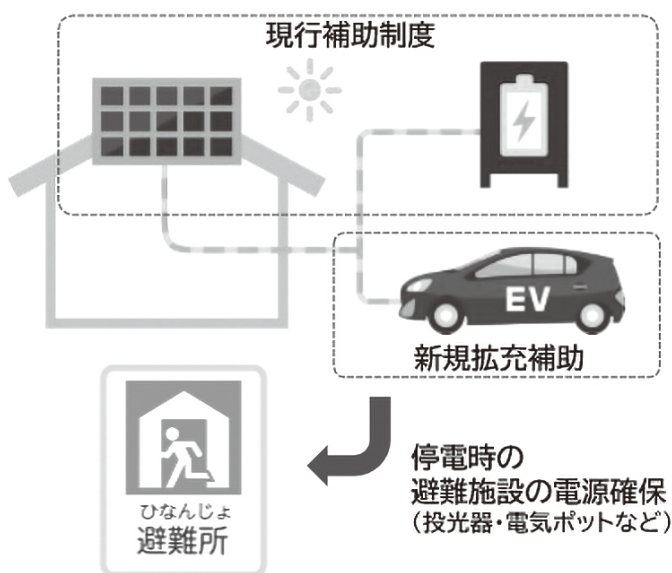 現行補助制度
EV
新規拡充補助
停電時の
避難施設の電源確保
(投光器・電気ポットなど)
ひなんじょ
避難所